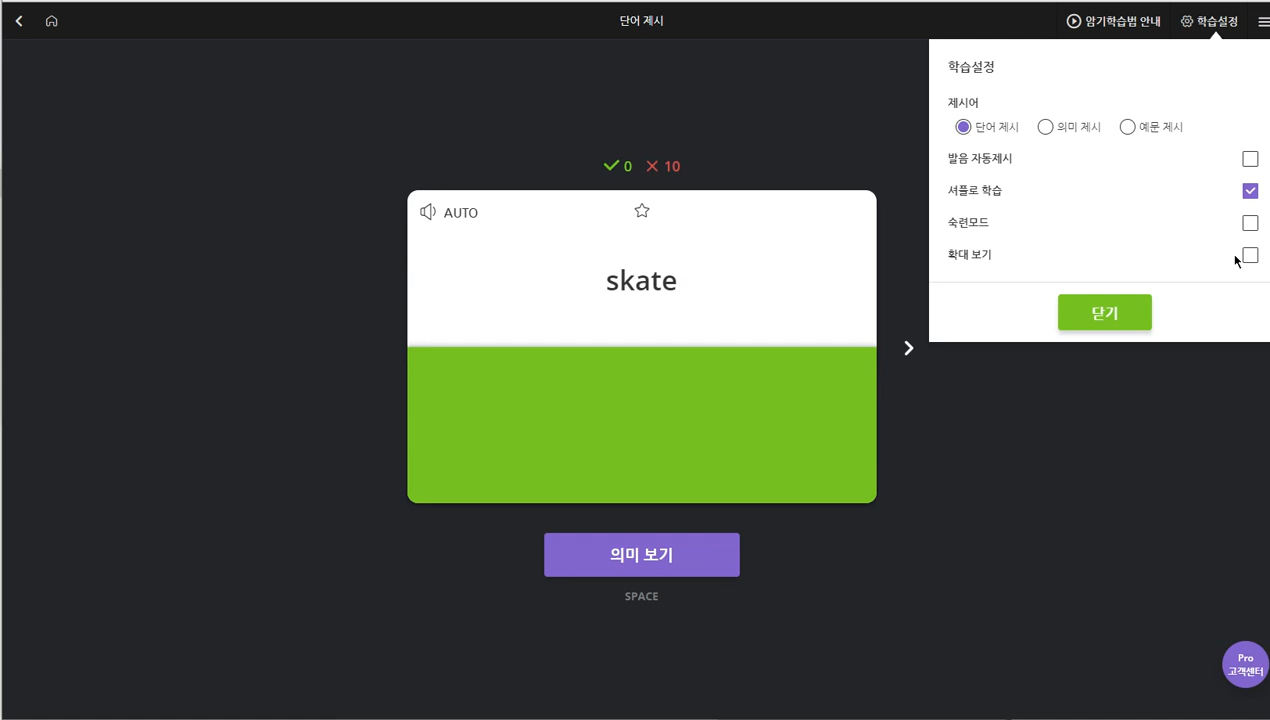 단어 제시
암기학습법 안내
학습설정
학습설정
제시어
단어 제시 의미 제시 예문 제시
발음 자동제시
셔플로 학습
숙련모드
확대 보기
닫기
0 10
AUTO
skate
의미 보기
SPACE
Pro
고객센터